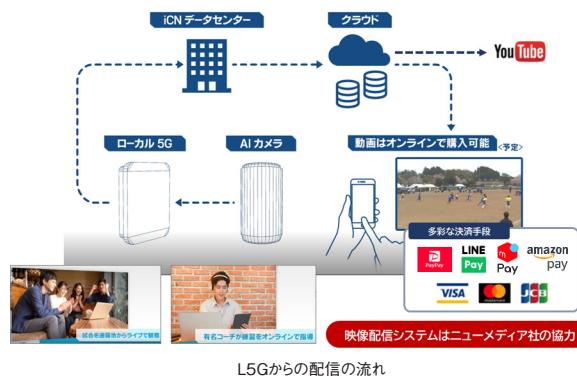 iCN データセンター
クラウド
YouTube
ローカル 5G
AI カメラ
動画はオンラインで購入可能
<予定>
多彩な決済手段
PayPay
LINE Pay
m Pay
amazon pay
VISA
mastercard
JCB
試合を遠隔地からライブで観戦
有名コーチが練習をオンラインで指導
映像配信システムはニューメディア社の協力
L5Gからの配信の流れ